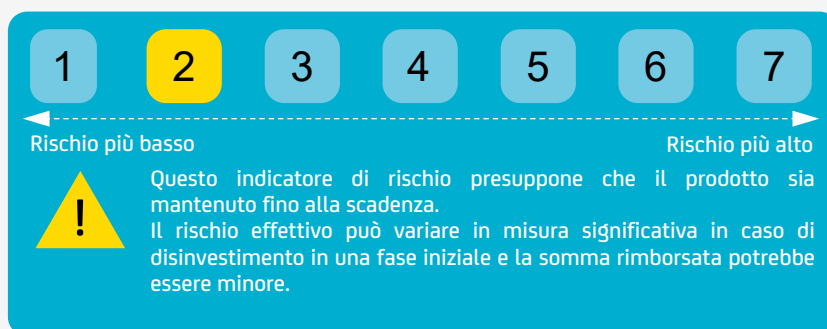 1 2 3 4 5 6 7
Rischio più basso Rischio più alto
Questo indicatore di rischio presuppone che il prodotto sia
mantenuto fino alla scadenza.
Il rischio effettivo può variare in misura significativa in caso di
disinvestimento in una fase iniziale e la somma rimborsata potrebbe
essere minore.
!